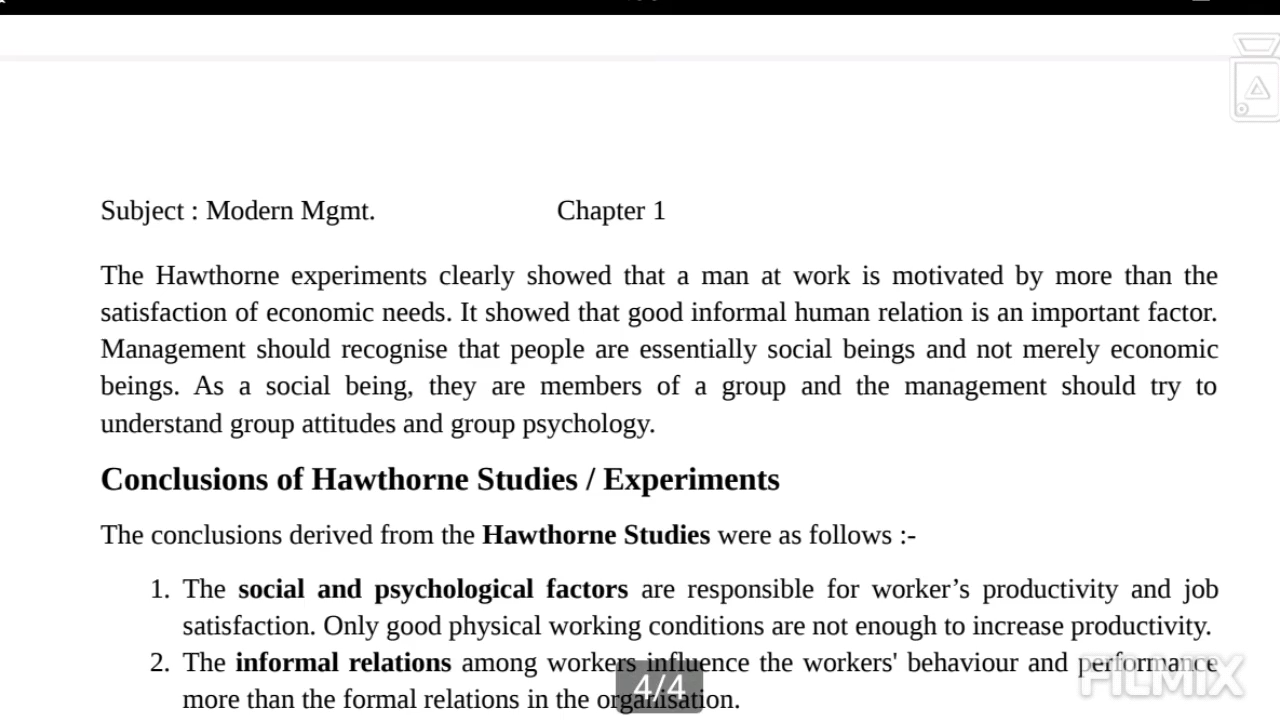 Subject : Modern Mgmt. Chapter 1
The Hawthorne experiments clearly showed that a man at work is motivated by more than the
satisfaction of economic needs. It showed that good informal human relation is an important factor.
Management should recognise that people are essentially social beings and not merely economic
beings. As a social being, they are members of a group and the management should try to
understand group attitudes and group psychology.
Conclusions of Hawthorne Studies / Experiments
The conclusions derived from the Hawthorne Studies were as follows :-
1. The social and psychological factors are responsible for worker’s productivity and job
satisfaction. Only good physical working conditions are not enough to increase productivity.
2. The informal relations among workers influence the workers' behaviour and performance
more than the formal relations in the organisation.
4/4
FILMIX